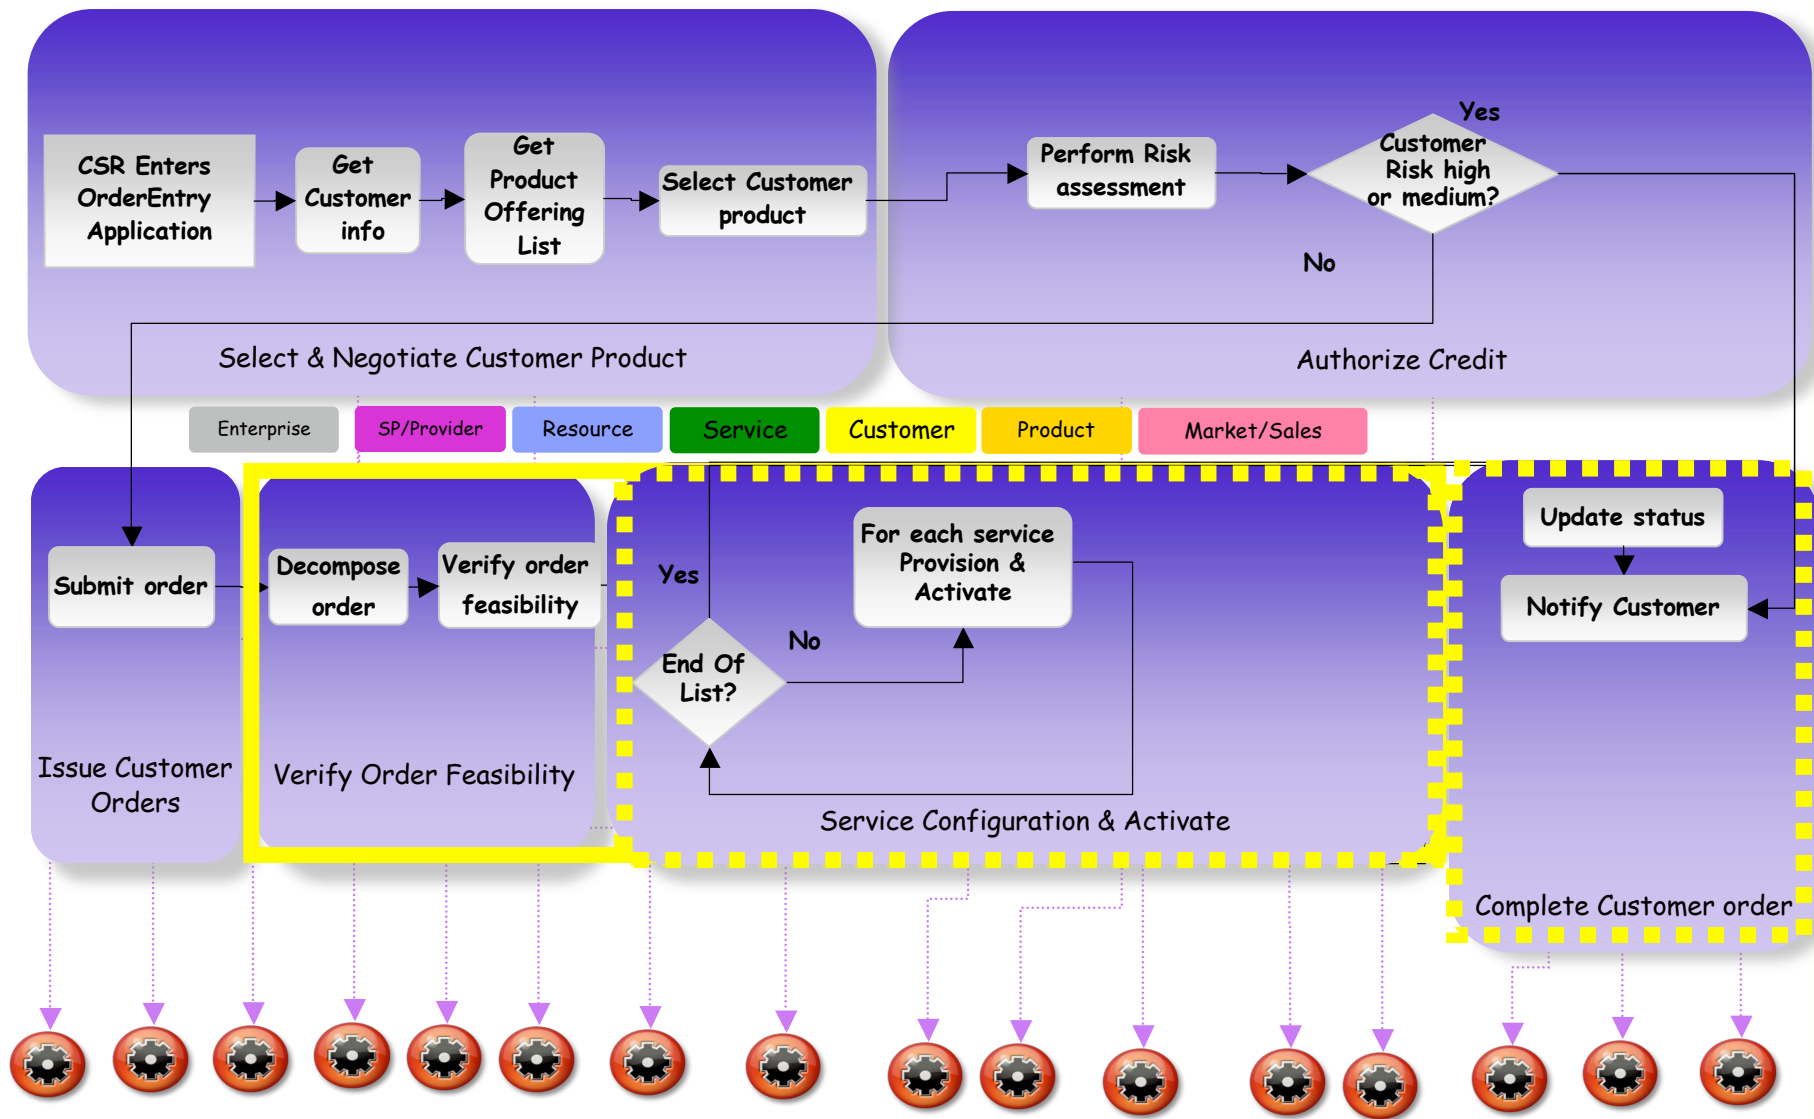 CSR Enters
OrderEntry
Application
Get
Customer
info
Get
Product
Offering
List
Select Customer
product
Perform Risk
assessment
Yes
Customer
Risk high
or medium?
No
Select & Negotiate Customer Product
Authorize Credit
Enterprise
SP/Provider
Resource
Service
Customer
Product
Market/Sales
Submit order
Decompose
order
Verify order
feasibility
Yes
End Of
List?
No
For each service
Provision &
Activate
Update status
Notify Customer
Issue Customer
Orders
Verify Order Feasibility
Service Configuration & Activate
Complete Customer order